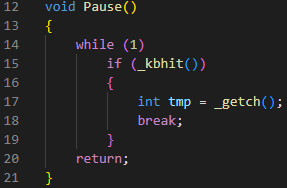 12 void Pause()
13 {
14     while (1)
15         if (_kbhit())
16         {
17             int tmp = _getch();
18             break;
19         }
20     return;
21 }